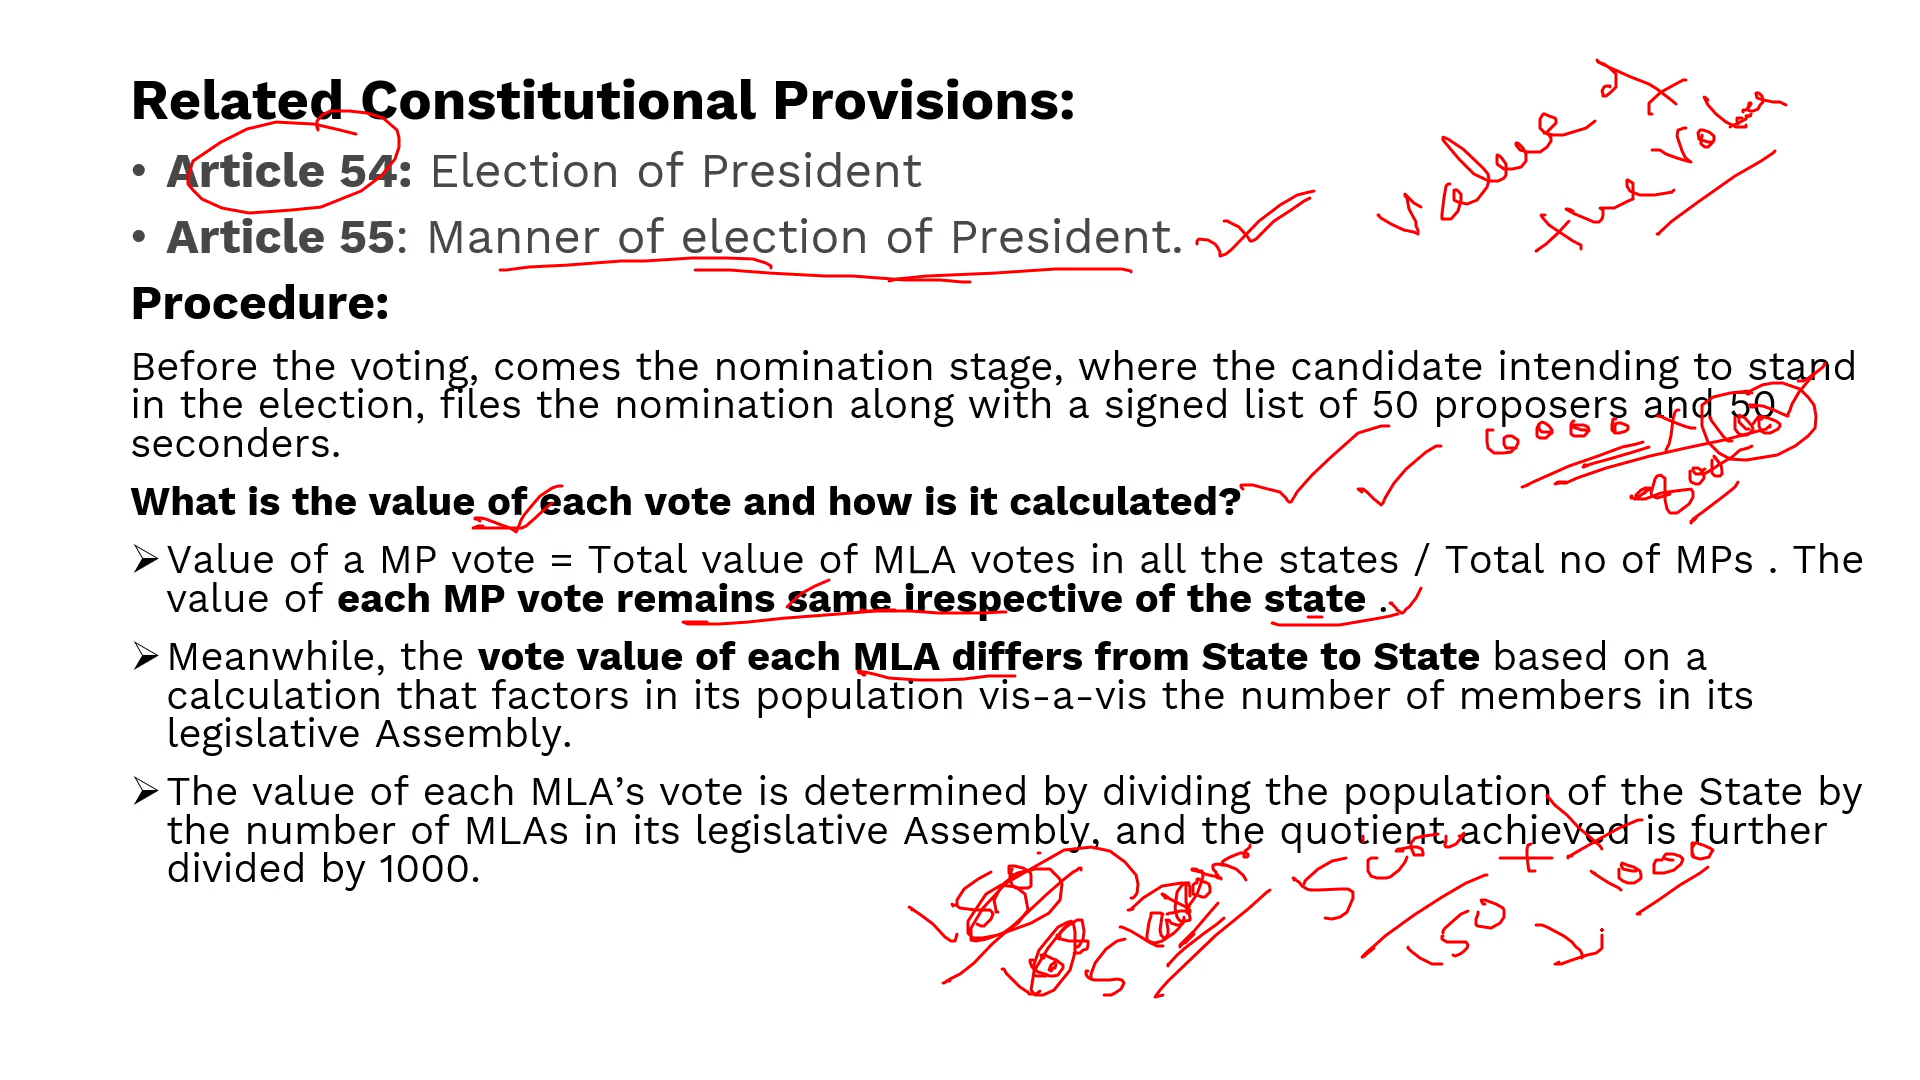 Related Constitutional Provisions:
• Article 54: Election of President
• Article 55: Manner of election of President.
Value of
the Vote
Procedure:
Before the voting, comes the nomination stage, where the candidate intending to stand
in the election, files the nomination along with a signed list of 50 proposers and 50
seconders.
What is the value of each vote and how is it calculated?
➢ Value of a MP vote = Total value of MLA votes in all the states / Total no of MPs . The
value of each MP vote remains same irespective of the state .
➢ Meanwhile, the vote value of each MLA differs from State to State based on a
calculation that factors in its population vis-a-vis the number of members in its
legislative Assembly.
➢ The value of each MLA’s vote is determined by dividing the population of the State by
the number of MLAs in its legislative Assembly, and the quotient achieved is further
divided by 1000.
1000